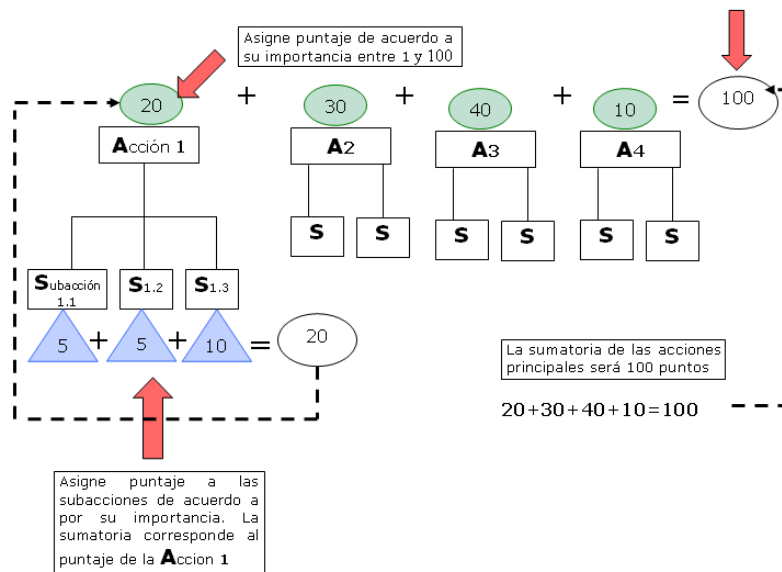 Asigne puntaje de acuerdo a
su importancia entre 1 y 100
20 + 30 + 40 + 10 = 100
Acción 1
A2
A3
A4
S S S S S S
Subacción
1.1
S1.2
S1.3
5 + 5 + 10 = 20
La sumatoria de las acciones
principales será 100 puntos
20+30+40+10=100
Asigne puntaje a las
subacciones de acuerdo a
por su importancia. La
sumatoria corresponde al
puntaje de la Accion 1